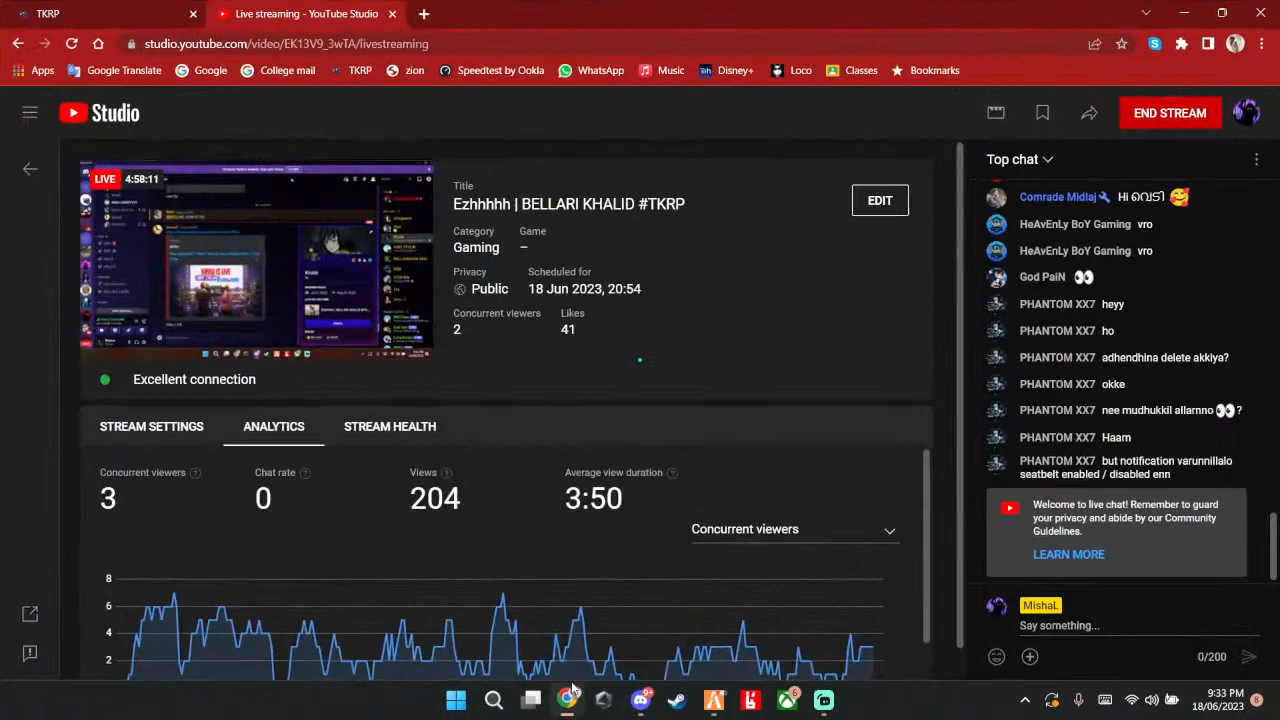 TKRP
Live streaming - YouTube Studio
studio.youtube.com/video/EK13V9_3wTA/livestreaming
Apps
Google Translate
Google
College mail
TKRP
zion
Speedtest by Ookla
WhatsApp
Music
Disney+
Loco
Classes
Bookmarks
Studio
END STREAM
LIVE 4:58:11
KHALID IS LIVE
Khalid
Title
Ezhhhhh | BELLARI KHALID #TKRP
EDIT
Category
Game
Gaming
–
Privacy
Scheduled for
Public
18 Jun 2023, 20:54
Concurrent viewers
Likes
2
41
Excellent connection
STREAM SETTINGS
ANALYTICS
STREAM HEALTH
Concurrent viewers
Chat rate
Views
Average view duration
3
0
204
3:50
Concurrent viewers
8
6
4
2
Top chat
Comrade Midlaj Hi
HeAvEnLy BoY Gaming vro
HeAvEnLy BoY Gaming vro
God PaiN 👀
PHANTOM XX7 heyy
PHANTOM XX7 ho
PHANTOM XX7 adhendhina delete akkiya?
PHANTOM XX7 okke
PHANTOM XX7 nee mudhukkil allarnno 👀 ?
PHANTOM XX7 Haam
PHANTOM XX7 but notification varunnillalo
seatbelt enabled / disabled enn
Welcome to live chat! Remember to guard
your privacy and abide by our Community
Guidelines.
LEARN MORE
MishaL
Say something...
0/200
9+
6
9:33 PM
18/06/2023
8